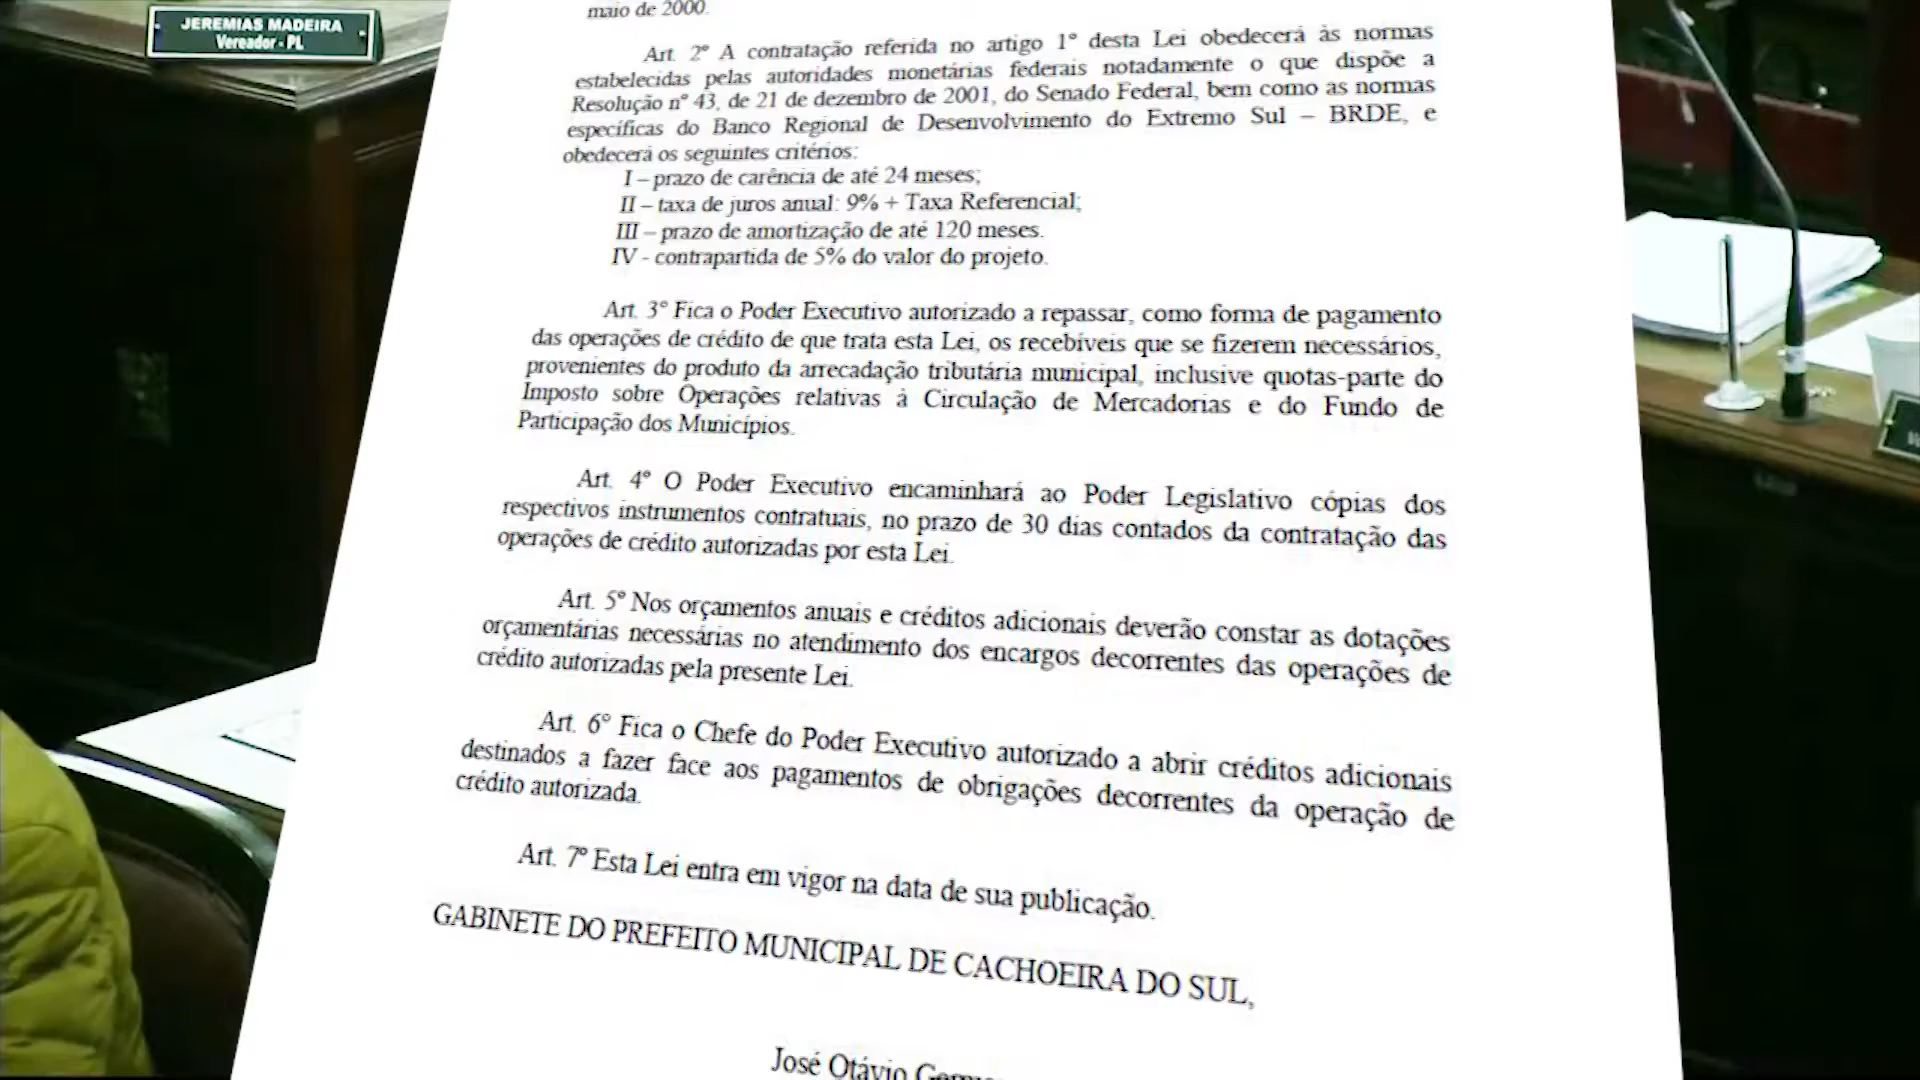 JEREMIAS MADEIRA
Vereador - PL
maio de 2000.
Art. 2º A contratação referida no artigo 1º desta Lei obedecerá às normas
estabelecidas pelas autoridades monetárias federais notadamente o que dispõe a
Resolução nº 43, de 21 de dezembro de 2001, do Senado Federal, bem como as normas
específicas do Banco Regional de Desenvolvimento do Extremo Sul – BRDE, e
obedecerá os seguintes critérios:
I – prazo de carência de até 24 meses;
II – taxa de juros anual: 9% + Taxa Referencial;
III – prazo de amortização de até 120 meses.
IV - contrapartida de 5% do valor do projeto.
Art. 3º Fica o Poder Executivo autorizado a repassar, como forma de pagamento
das operações de crédito de que trata esta Lei, os recebíveis que se fizerem necessários,
provenientes do produto da arrecadação tributária municipal, inclusive quotas-parte do
Imposto sobre Operações relativas à Circulação de Mercadorias e do Fundo de
Participação dos Municípios.
Art. 4º O Poder Executivo encaminhará ao Poder Legislativo cópias dos
respectivos instrumentos contratuais, no prazo de 30 dias contados da contratação das
operações de crédito autorizadas por esta Lei.
Art. 5º Nos orçamentos anuais e créditos adicionais deverão constar as dotações
orçamentárias necessárias no atendimento dos encargos decorrentes das operações de
crédito autorizadas pela presente Lei.
Art. 6º Fica o Chefe do Poder Executivo autorizado a abrir créditos adicionais
destinados a fazer face aos pagamentos de obrigações decorrentes da operação de
crédito autorizada.
Art. 7º Esta Lei entra em vigor na data de sua publicação.
GABINETE DO PREFEITO MUNICIPAL DE CACHOEIRA DO SUL,
José Otávio